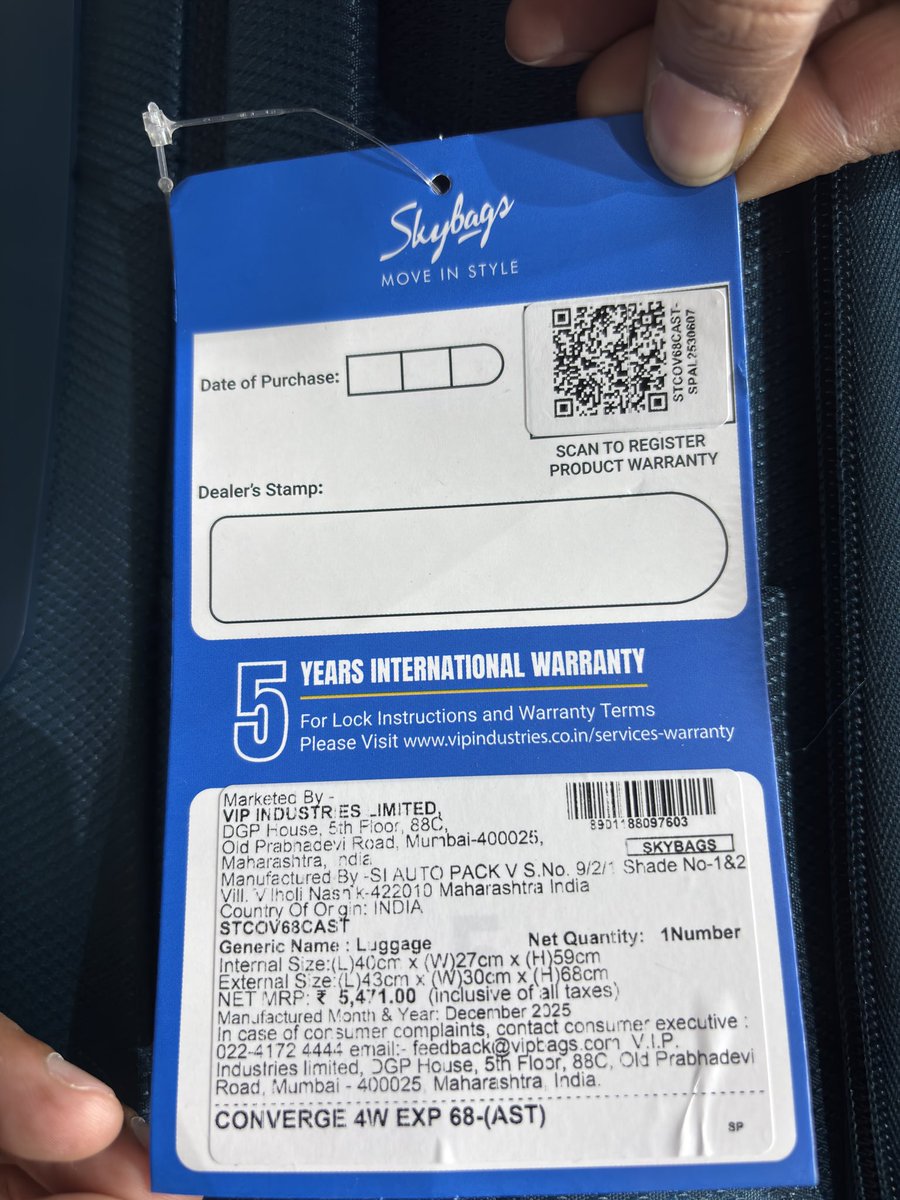 Skybags
MOVE IN STYLE
Date of Purchase:
STCOV68CAST-
SPAL2530607
SCAN TO REGISTER
PRODUCT WARRANTY
Dealer's Stamp:
5 YEARS INTERNATIONAL WARRANTY
For Lock Instructions and Warranty Terms
Please Visit www.vipindustries.co.in/services-warranty
Marketed By -
VIP INDUSTRIES LIMITED,
DGP House, 5th Floor, 88C,
Old Prabhadevi Road, Mumbai-400025,
Maharashtra, India
8901188097603
SKYBAGS
Manufactured By -SI AUTO PACK V S.No. 9/2/1 Shade No-1&2
Vill. Vilholi Nashik-422010 Maharashtra India
Country Of Origin: INDIA
STCOV68CAST
Generic Name : Luggage Net Quantity: 1Number
Internal Size:(L)40cm x (W)27cm x (H)59cm
External Size:(L)43cm x (W)30cm x (H)68cm
NET MRP: ₹ 5,471.00 (inclusive of all taxes)
Manufactured Month & Year: December 2025
In case of consumer complaints, contact consumer executive :
022-4172 4444 email:- feedback@vipbags.com V.I.P.
Industries limited, DGP House, 5th Floor, 88C, Old Prabhadevi
Road, Mumbai - 400025, Maharashtra, India.
CONVERGE 4W EXP 68-(AST)
SP